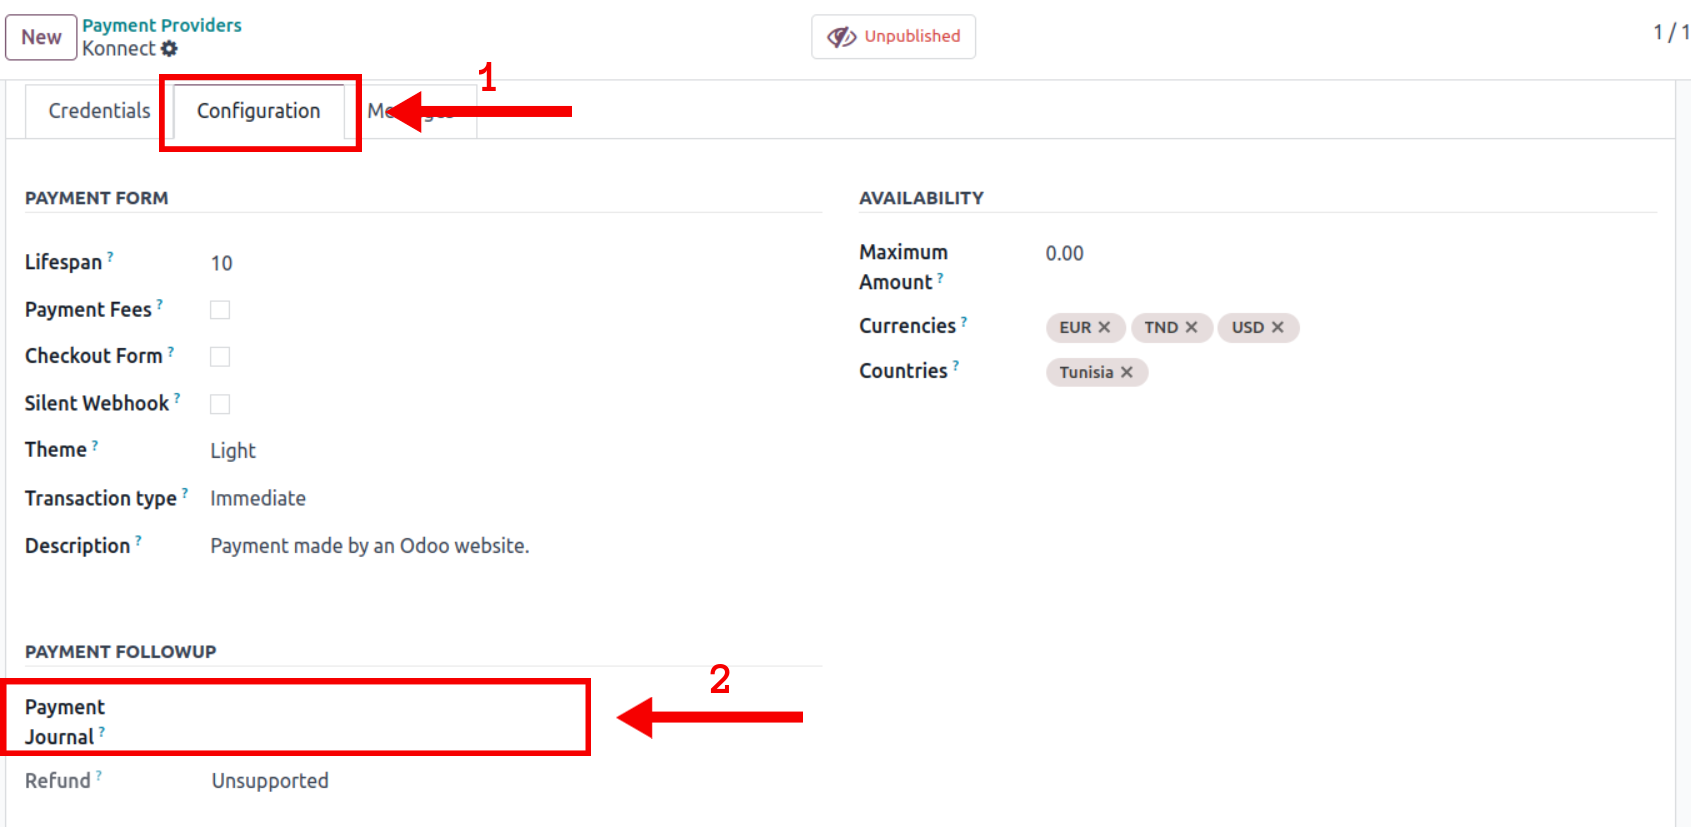 New
Payment Providers
Konnect
Unpublished
1 / 1
1
Credentials
Configuration
PAYMENT FORM
Lifespan ?
10
Payment Fees ?
Checkout Form ?
Silent Webhook ?
Theme ?
Light
Transaction type ?
Immediate
Description ?
Payment made by an Odoo website.
AVAILABILITY
Maximum
Amount ?
0.00
Currencies ?
EUR ✕ TND ✕ USD ✕
Countries ?
Tunisia ✕
PAYMENT FOLLOWUP
2
Payment
Journal ?
Refund ?
Unsupported